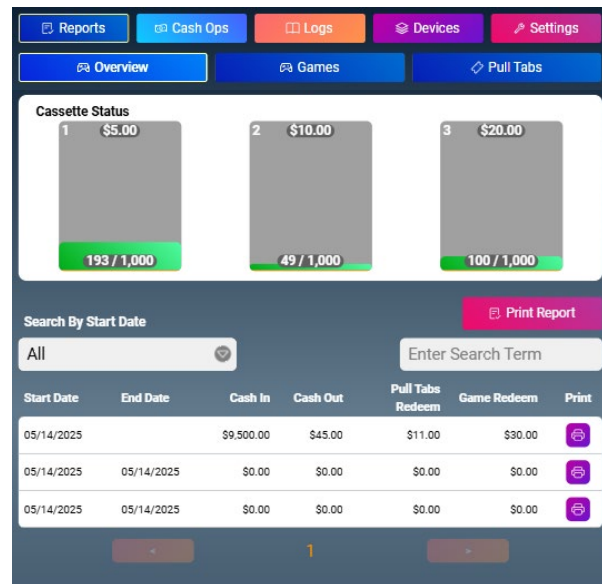 Reports Cash Ops Logs Devices Settings
Overview Games Pull Tabs
Cassette Status
1 $5.00 2 $10.00 3 $20.00
193 / 1,000 49 / 1,000 100 / 1,000
Print Report
Search By Start Date
All Enter Search Term
Start Date End Date Cash In Cash Out Pull Tabs Redeem Game Redeem Print
05/14/2025 $9,500.00 $45.00 $11.00 $30.00
05/14/2025 05/14/2025 $0.00 $0.00 $0.00 $0.00
05/14/2025 05/14/2025 $0.00 $0.00 $0.00 $0.00
< 1 >